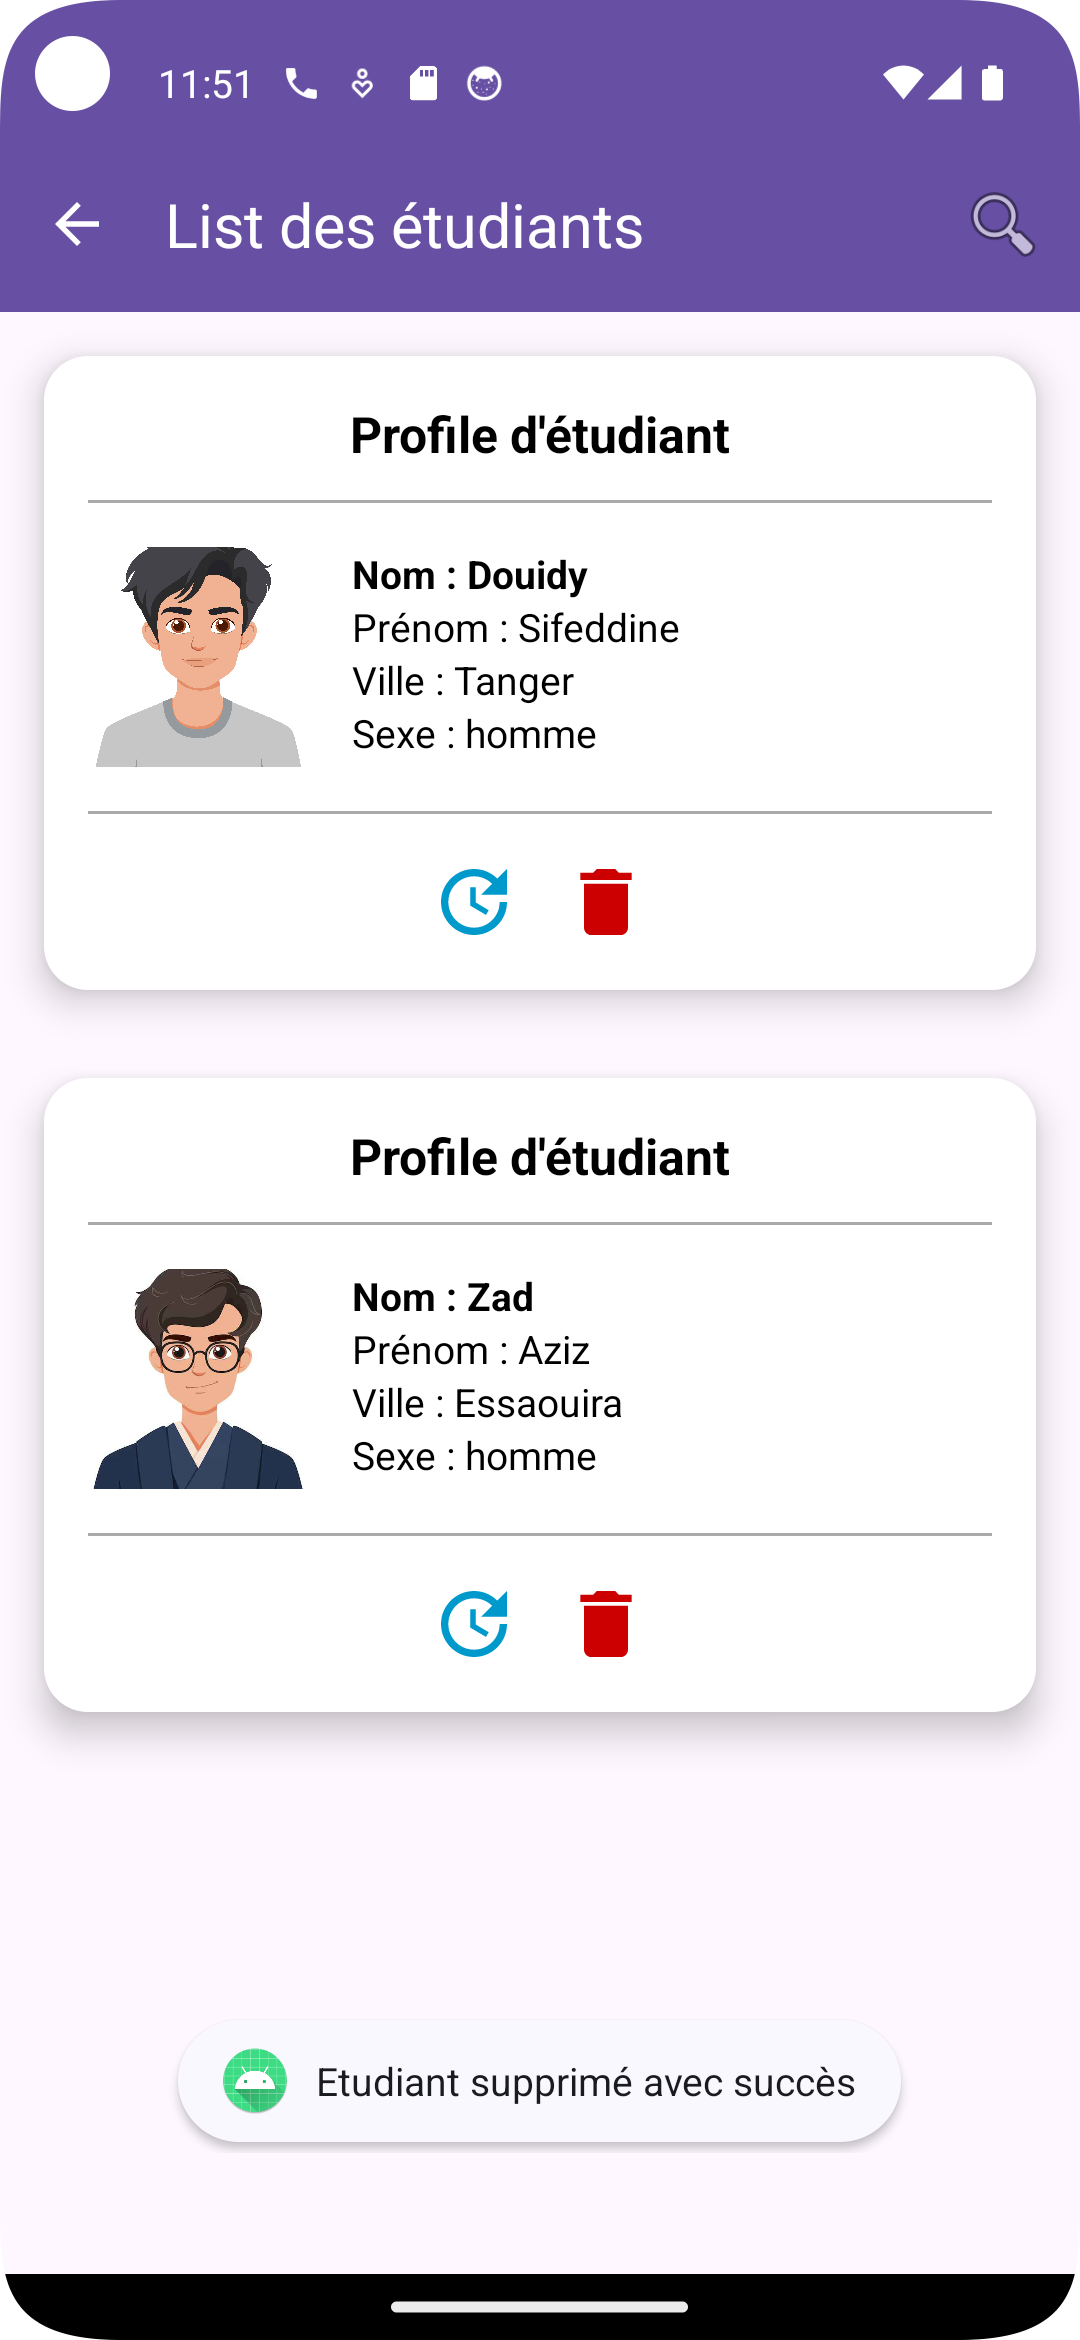 11:51
List des étudiants
Profile d'étudiant
Nom : Douidy
Prénom : Sifeddine
Ville : Tanger
Sexe : homme
Profile d'étudiant
Nom : Zad
Prénom : Aziz
Ville : Essaouira
Sexe : homme
Etudiant supprimé avec succès